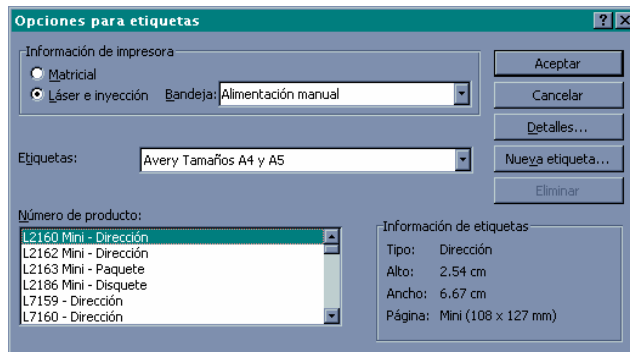 Opciones para etiquetas
Información de impresora
Matricial
Láser e inyección Bandeja: Alimentación manual
Aceptar
Cancelar
Detalles...
Etiquetas: Avery Tamaños A4 y A5
Nueva etiqueta...
Eliminar
Número de producto:
L2160 Mini - Dirección
L2162 Mini - Dirección
L2163 Mini - Paquete
L2186 Mini - Disquete
L7159 - Dirección
L7160 - Dirección
Información de etiquetas
Tipo: Dirección
Alto: 2.54 cm
Ancho: 6.67 cm
Página: Mini (108 x 127 mm)